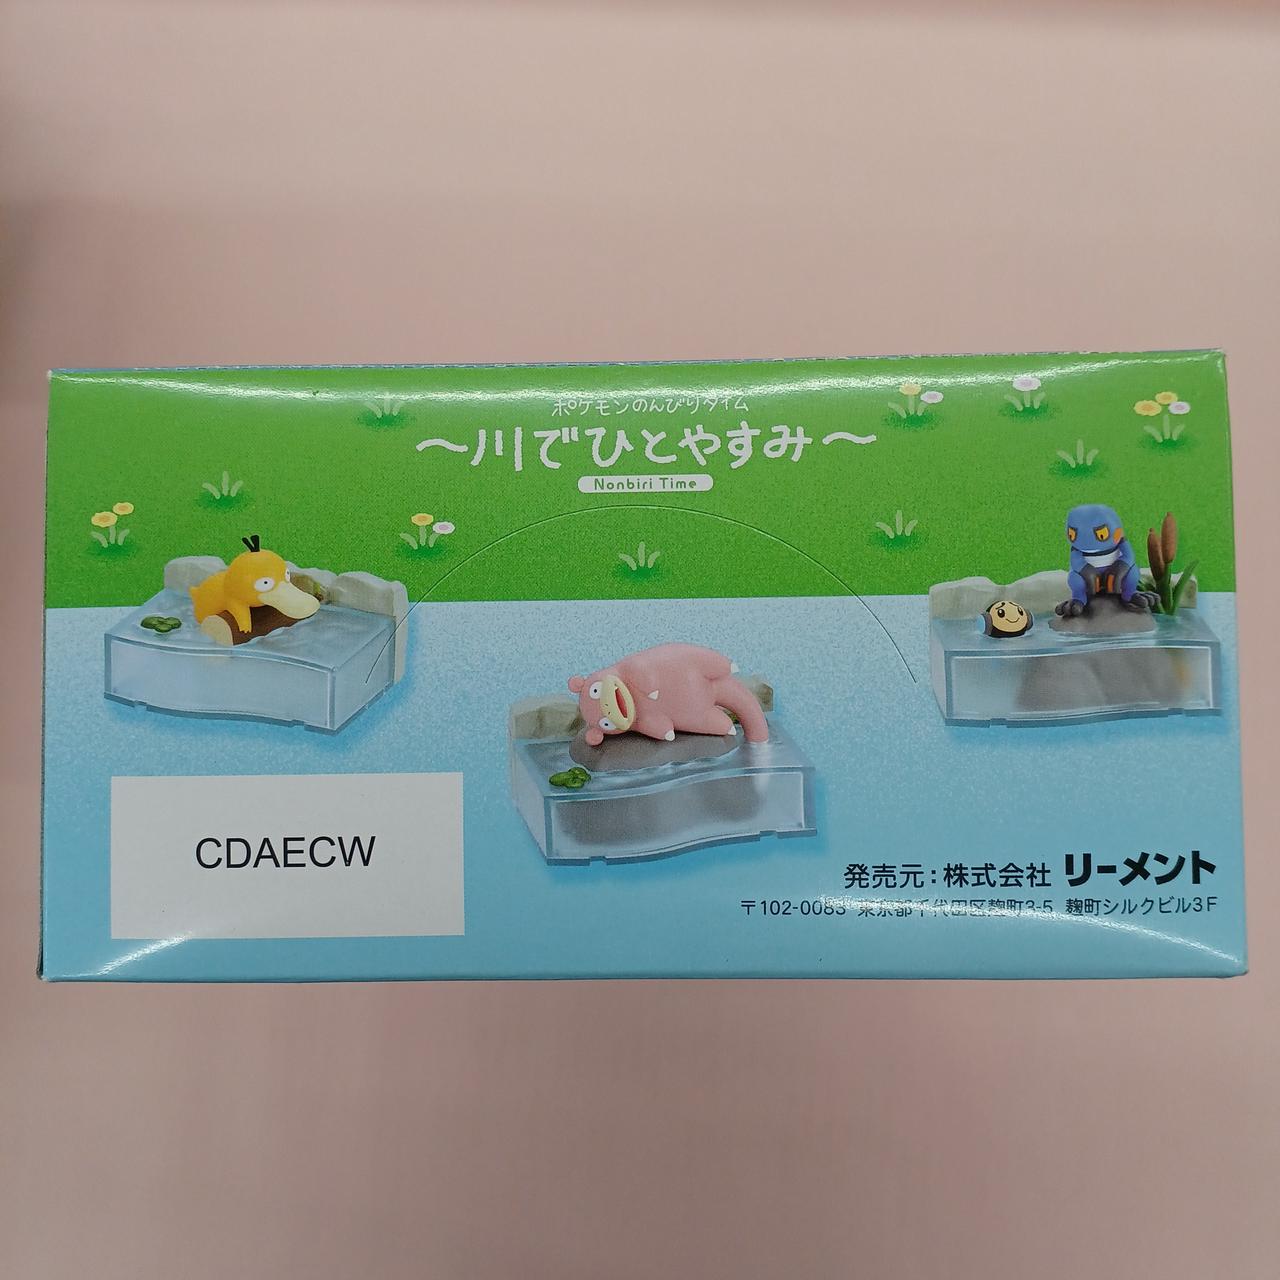 ポケモンのんびりタイム
～川でひとやすみ～
Nonbiri Time
CDAECW
発売元：株式会社 リーメント
〒102-0083 東京都千代田区麹町3-5 麹町シルクビル3F